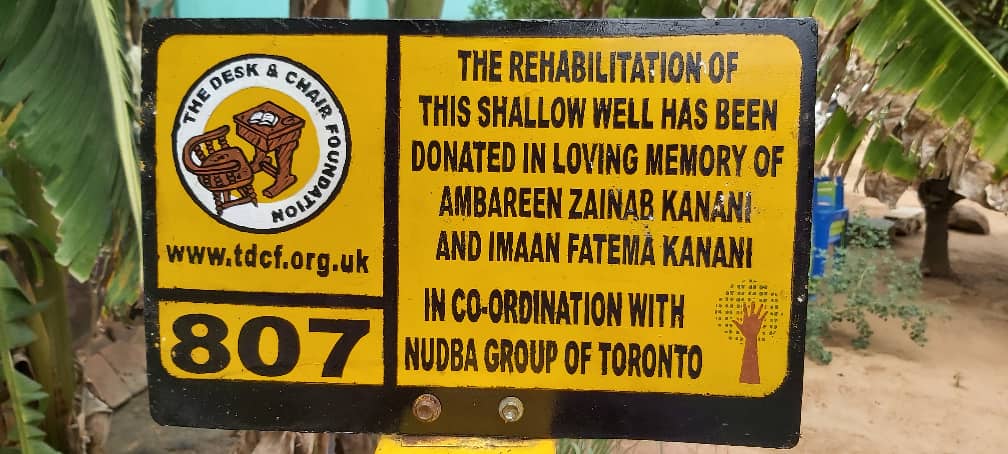 THE DESK & CHAIR FOUNDATION
www.tdcf.org.uk
807
THE REHABILITATION OF
THIS SHALLOW WELL HAS BEEN
DONATED IN LOVING MEMORY OF
AMBAREEN ZAINAB KANANI
AND IMAAN FATEMA KANANI
IN CO-ORDINATION WITH
NUDBA GROUP OF TORONTO